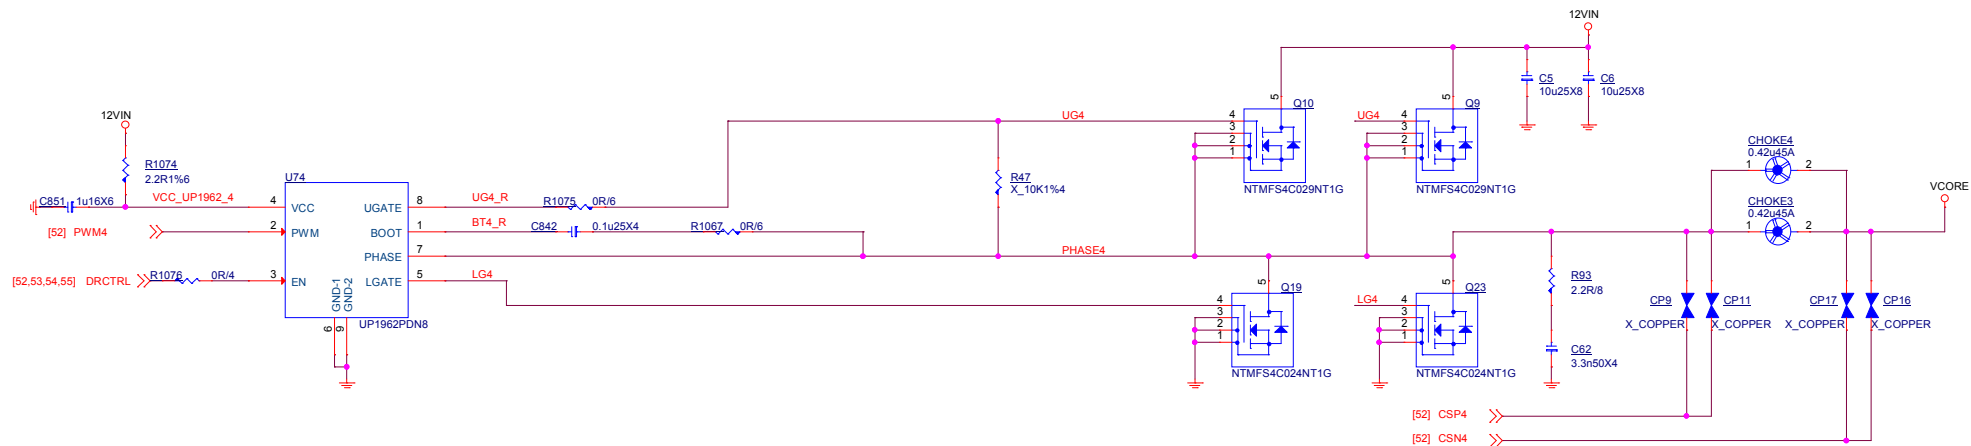 12VIN
12VIN
C5
10u25X8
C6
10u25X8
5
Q10
5
Q9
UG4
4
3
2
1
UG4
4
3
2
1
NTMFS4C029NT1G
NTMFS4C029NT1G
R1074
2.2R1%6
C851
1u16X6
VCC_UP1962_4
4
[52] PWM4
2
[52,53,54,55] DRCTRL
R1076
0R/4
3
U74
VCC
PWM
EN
UGATE
BOOT
PHASE
LGATE
GND-1
GND-2
6
9
UP1962PDN8
8
UG4_R
R1075
0R/6
1
BT4_R
C842
0.1u25X4
R1067
0R/6
7
PHASE4
5
LG4
R47
X_10K1%4
5
Q19
4
3
2
1
NTMFS4C024NT1G
5
Q23
LG4
4
3
2
1
NTMFS4C024NT1G
R93
2.2R/8
C62
3.3n50X4
CHOKE4
0.42u45A
1
2
CHOKE3
0.42u45A
1
2
VCORE
CP9
X_COPPER
CP11
X_COPPER
CP17
X_COPPER
CP16
X_COPPER
[52] CSP4
[52] CSN4